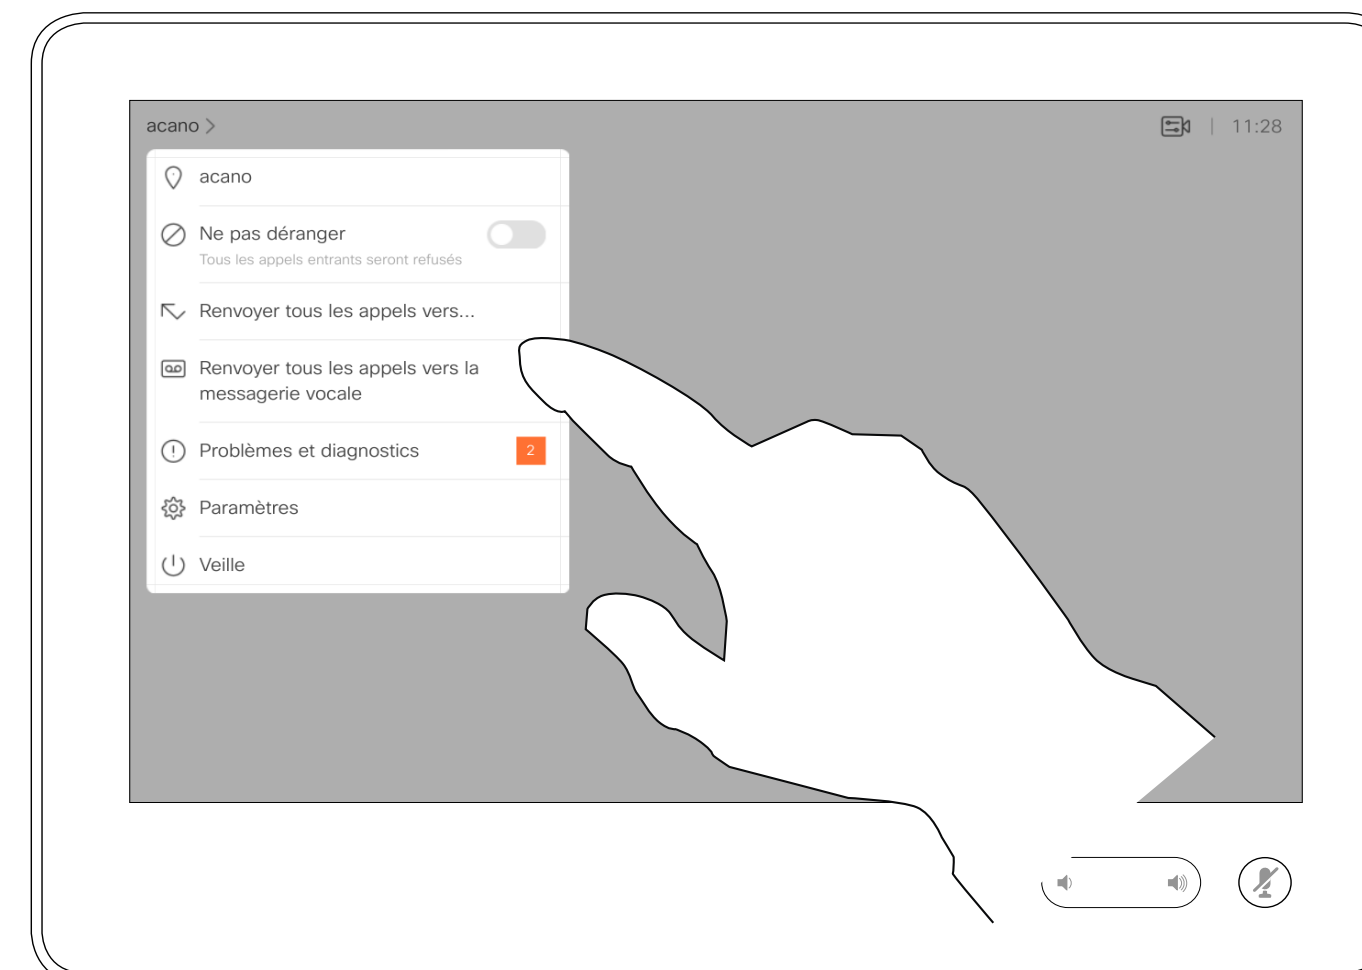 acano
11:28
acano
Ne pas déranger
Tous les appels entrants seront refusés
Renvoyer tous les appels vers...
Renvoyer tous les appels vers la
messagerie vocale
Problèmes et diagnostics
2
Paramètres
Veille